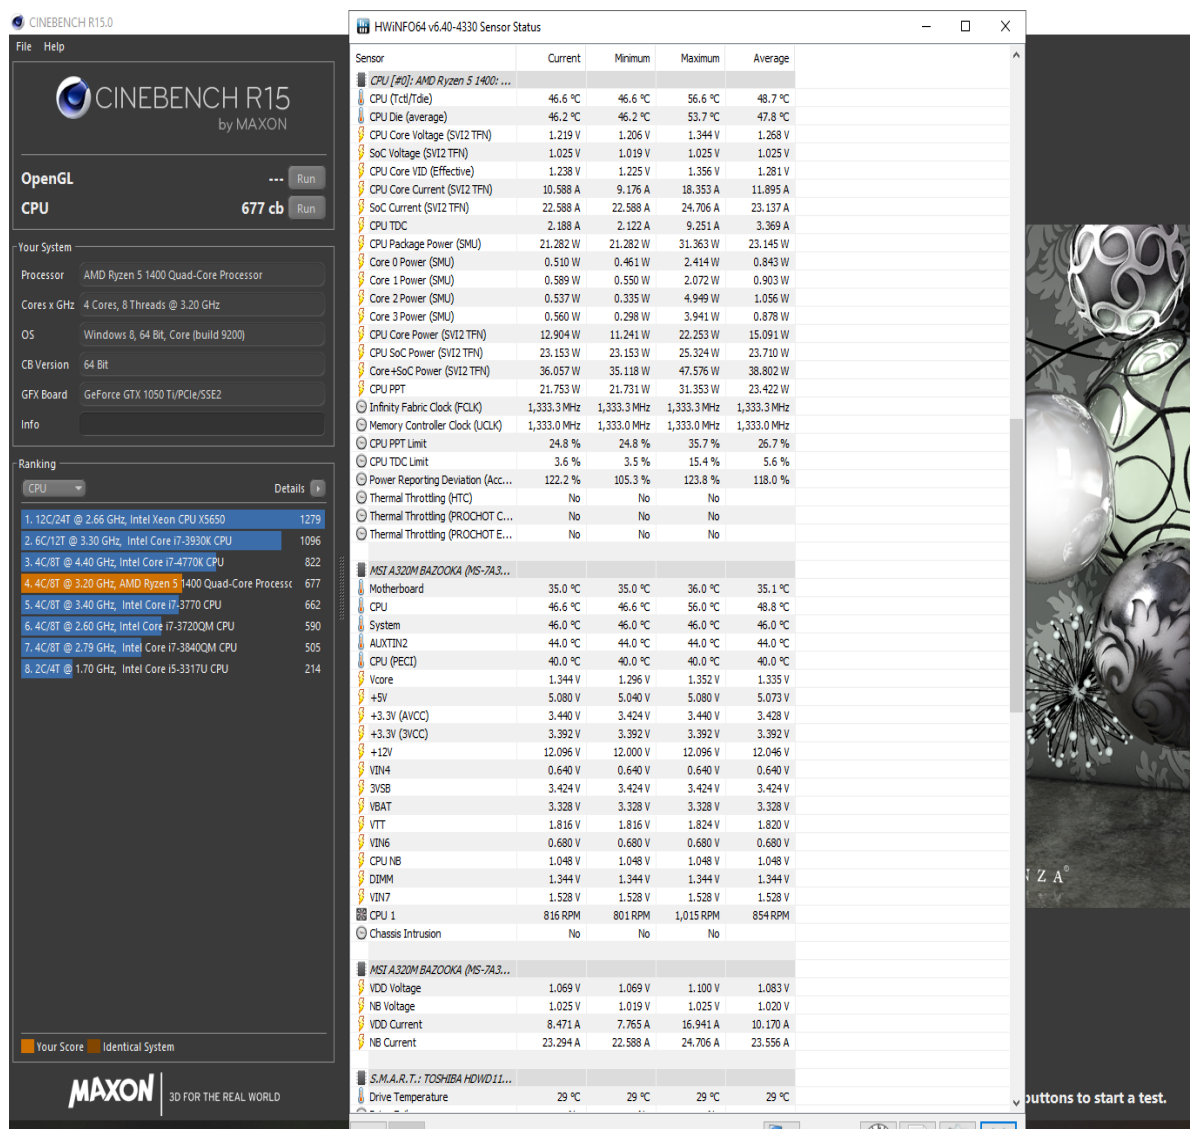 CINEBENCH R15.0
File Help
CINEBENCH R15
by MAXON
OpenGL --- Run
CPU 677 cb Run
Your System
Processor AMD Ryzen 5 1400 Quad-Core Processor
Cores x GHz 4 Cores, 8 Threads @ 3.20 GHz
OS Windows 8, 64 Bit, Core (build 9200)
CB Version 64 Bit
GFX Board GeForce GTX 1050 Ti/PCIe/SSE2
Info
Ranking
CPU Details
1. 12C/24T @ 2.66 GHz, Intel Xeon CPU X5650 1279
2. 6C/12T @ 3.30 GHz, Intel Core i7-3930K CPU 1096
3. 4C/8T @ 4.40 GHz, Intel Core i7-4770K CPU 822
4. 4C/8T @ 3.20 GHz, AMD Ryzen 5 1400 Quad-Core Processc 677
5. 4C/8T @ 3.40 GHz, Intel Core i7-3770 CPU 662
6. 4C/8T @ 2.60 GHz, Intel Core i7-3720QM CPU 590
7. 4C/8T @ 2.79 GHz, Intel Core i7-3840QM CPU 505
8. 2C/4T @ 1.70 GHz, Intel Core i5-3317U CPU 214
Your Score Identical System
MAXON 3D FOR THE REAL WORLD
HWiNFO64 v6.40-4330 Sensor Status
Sensor Current Minimum Maximum Average
CPU [#0]: AMD Ryzen 5 1400: ...
CPU (Tctl/Tdie) 46.6 °C 46.6 °C 56.6 °C 48.7 °C
CPU Die (average) 46.2 °C 46.2 °C 53.7 °C 47.8 °C
CPU Core Voltage (SVI2 TFN) 1.219 V 1.206 V 1.344 V 1.268 V
SoC Voltage (SVI2 TFN) 1.025 V 1.019 V 1.025 V 1.025 V
CPU Core VID (Effective) 1.238 V 1.225 V 1.356 V 1.281 V
CPU Core Current (SVI2 TFN) 10.588 A 9.176 A 18.353 A 11.895 A
SoC Current (SVI2 TFN) 22.588 A 22.588 A 24.706 A 23.137 A
CPU TDC 2.188 A 2.122 A 9.251 A 3.369 A
CPU Package Power (SMU) 21.282 W 21.282 W 31.363 W 23.145 W
Core 0 Power (SMU) 0.510 W 0.461 W 2.414 W 0.843 W
Core 1 Power (SMU) 0.589 W 0.550 W 2.072 W 0.903 W
Core 2 Power (SMU) 0.537 W 0.335 W 4.949 W 1.056 W
Core 3 Power (SMU) 0.560 W 0.298 W 3.941 W 0.878 W
CPU Core Power (SVI2 TFN) 12.904 W 11.241 W 22.253 W 15.091 W
CPU SoC Power (SVI2 TFN) 23.153 W 23.153 W 25.324 W 23.710 W
Core+SoC Power (SVI2 TFN) 36.057 W 35.118 W 47.576 W 38.802 W
CPU PPT 21.753 W 21.731 W 31.353 W 23.422 W
Infinity Fabric Clock (FCLK) 1,333.3 MHz 1,333.3 MHz 1,333.3 MHz 1,333.3 MHz
Memory Controller Clock (UCLK) 1,333.0 MHz 1,333.0 MHz 1,333.0 MHz 1,333.0 MHz
CPU PPT Limit 24.8 % 24.8 % 35.7 % 26.7 %
CPU TDC Limit 3.6 % 3.5 % 15.4 % 5.6 %
Power Reporting Deviation (Acc... 122.2 % 105.3 % 123.8 % 118.0 %
Thermal Throttling (HTC) No No No
Thermal Throttling (PROCHOT C... No No No
Thermal Throttling (PROCHOT E... No No No
MSI A320M BAZOOKA (MS-7A3...
Motherboard 35.0 °C 35.0 °C 36.0 °C 35.1 °C
CPU 46.6 °C 46.6 °C 56.0 °C 48.8 °C
System 46.0 °C 46.0 °C 46.0 °C 46.0 °C
AUXTIN2 44.0 °C 44.0 °C 44.0 °C 44.0 °C
CPU (PECI) 40.0 °C 40.0 °C 40.0 °C 40.0 °C
Vcore 1.344 V 1.296 V 1.352 V 1.335 V
+5V 5.080 V 5.040 V 5.080 V 5.073 V
+3.3V (AVCC) 3.440 V 3.424 V 3.440 V 3.428 V
+3.3V (3VCC) 3.392 V 3.392 V 3.392 V 3.392 V
+12V 12.096 V 12.000 V 12.096 V 12.046 V
VIN4 0.640 V 0.640 V 0.640 V 0.640 V
3VSB 3.424 V 3.424 V 3.424 V 3.424 V
VBAT 3.328 V 3.328 V 3.328 V 3.328 V
VTT 1.816 V 1.816 V 1.824 V 1.820 V
VIN6 0.680 V 0.680 V 0.680 V 0.680 V
CPU NB 1.048 V 1.048 V 1.048 V 1.048 V
DIMM 1.344 V 1.344 V 1.344 V 1.344 V
VIN7 1.528 V 1.528 V 1.528 V 1.528 V
CPU 1 816 RPM 801 RPM 1,015 RPM 854 RPM
Chassis Intrusion No No No
MSI A320M BAZOOKA (MS-7A3...
VDD Voltage 1.069 V 1.069 V 1.100 V 1.083 V
NB Voltage 1.025 V 1.019 V 1.025 V 1.020 V
VDD Current 8.471 A 7.765 A 16.941 A 10.170 A
NB Current 23.294 A 22.588 A 24.706 A 23.556 A
S.M.A.R.T.: TOSHIBA HDWD11...
Drive Temperature 29 °C 29 °C 29 °C 29 °C
N Z A®
buttons to start a test.